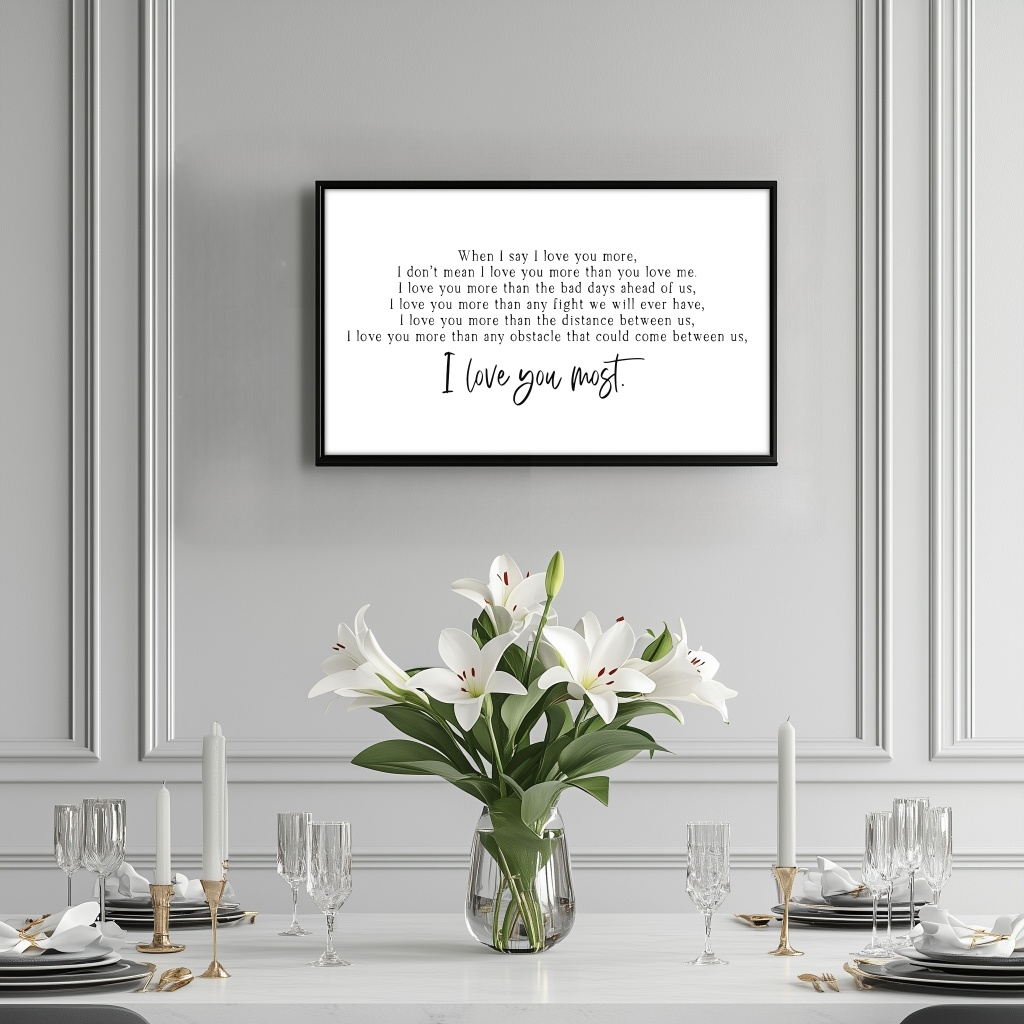 When I say I love you more,
I don't mean I love you more than you love me.
I love you more than the bad days ahead of us,
I love you more than any fight we will ever have,
I love you more than the distance between us,
I love you more than any obstacle that could come between us,
I love you most.